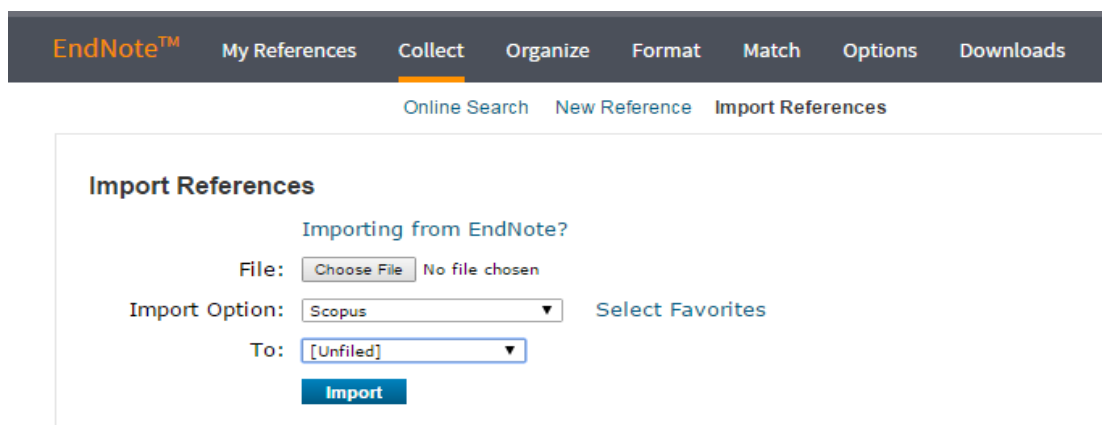 EndNote™ My References Collect Organize Format Match Options Downloads
Online Search New Reference Import References
Import References
Importing from EndNote?
File: Choose File No file chosen
Import Option: Scopus ▼ Select Favorites
To: [Unfiled] ▼
Import